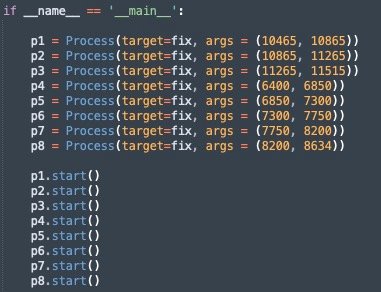 if __name__ == '__main__':
p1 = Process(target=fix, args = (10465, 10865))
p2 = Process(target=fix, args = (10865, 11265))
p3 = Process(target=fix, args = (11265, 11515))
p4 = Process(target=fix, args = (6400, 6850))
p5 = Process(target=fix, args = (6850, 7300))
p6 = Process(target=fix, args = (7300, 7750))
p7 = Process(target=fix, args = (7750, 8200))
p8 = Process(target=fix, args = (8200, 8634))
p1.start()
p2.start()
p3.start()
p4.start()
p5.start()
p6.start()
p7.start()
p8.start()